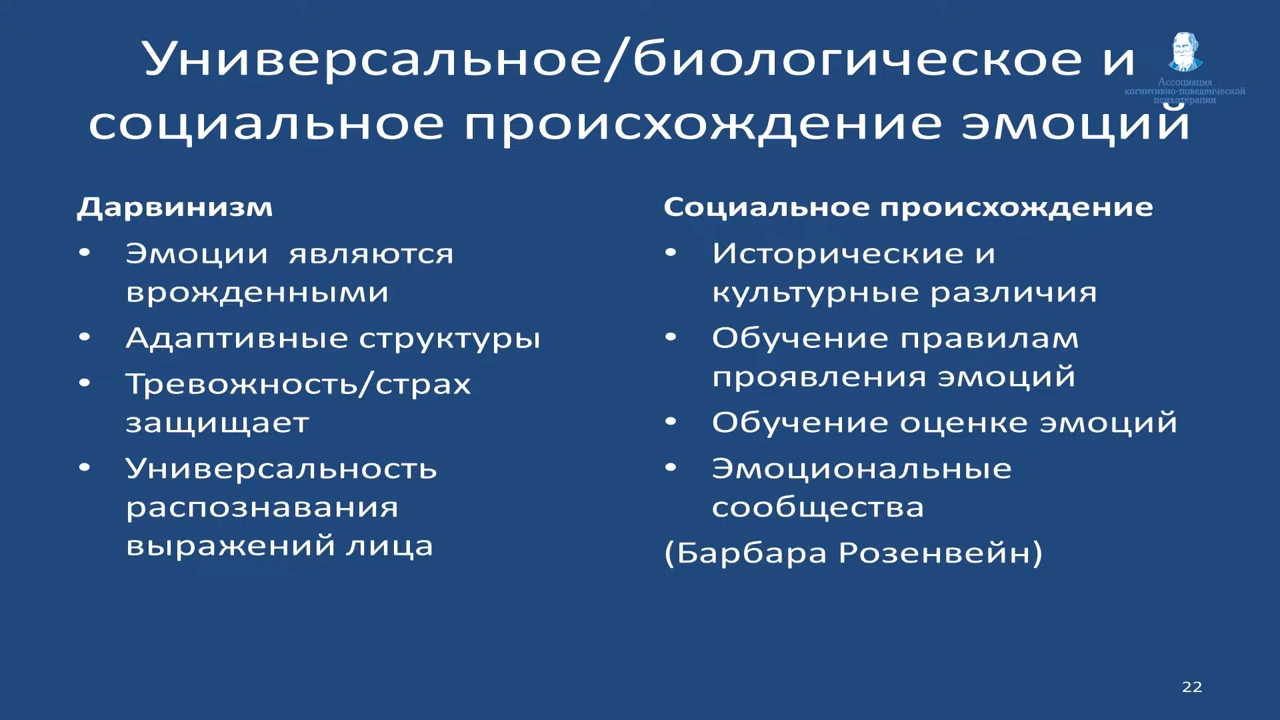 Универсальное/биологическое и
социальное происхождение эмоций
Ассоциация
когнитивно-поведенческой
психотерапии
Дарвинизм
• Эмоции являются
врожденными
• Адаптивные структуры
• Тревожность/страх
защищает
• Универсальность
распознавания
выражений лица
Социальное происхождение
• Исторические и
культурные различия
• Обучение правилам
проявления эмоций
• Обучение оценке эмоций
• Эмоциональные
сообщества
(Барбара Розенвейн)
22